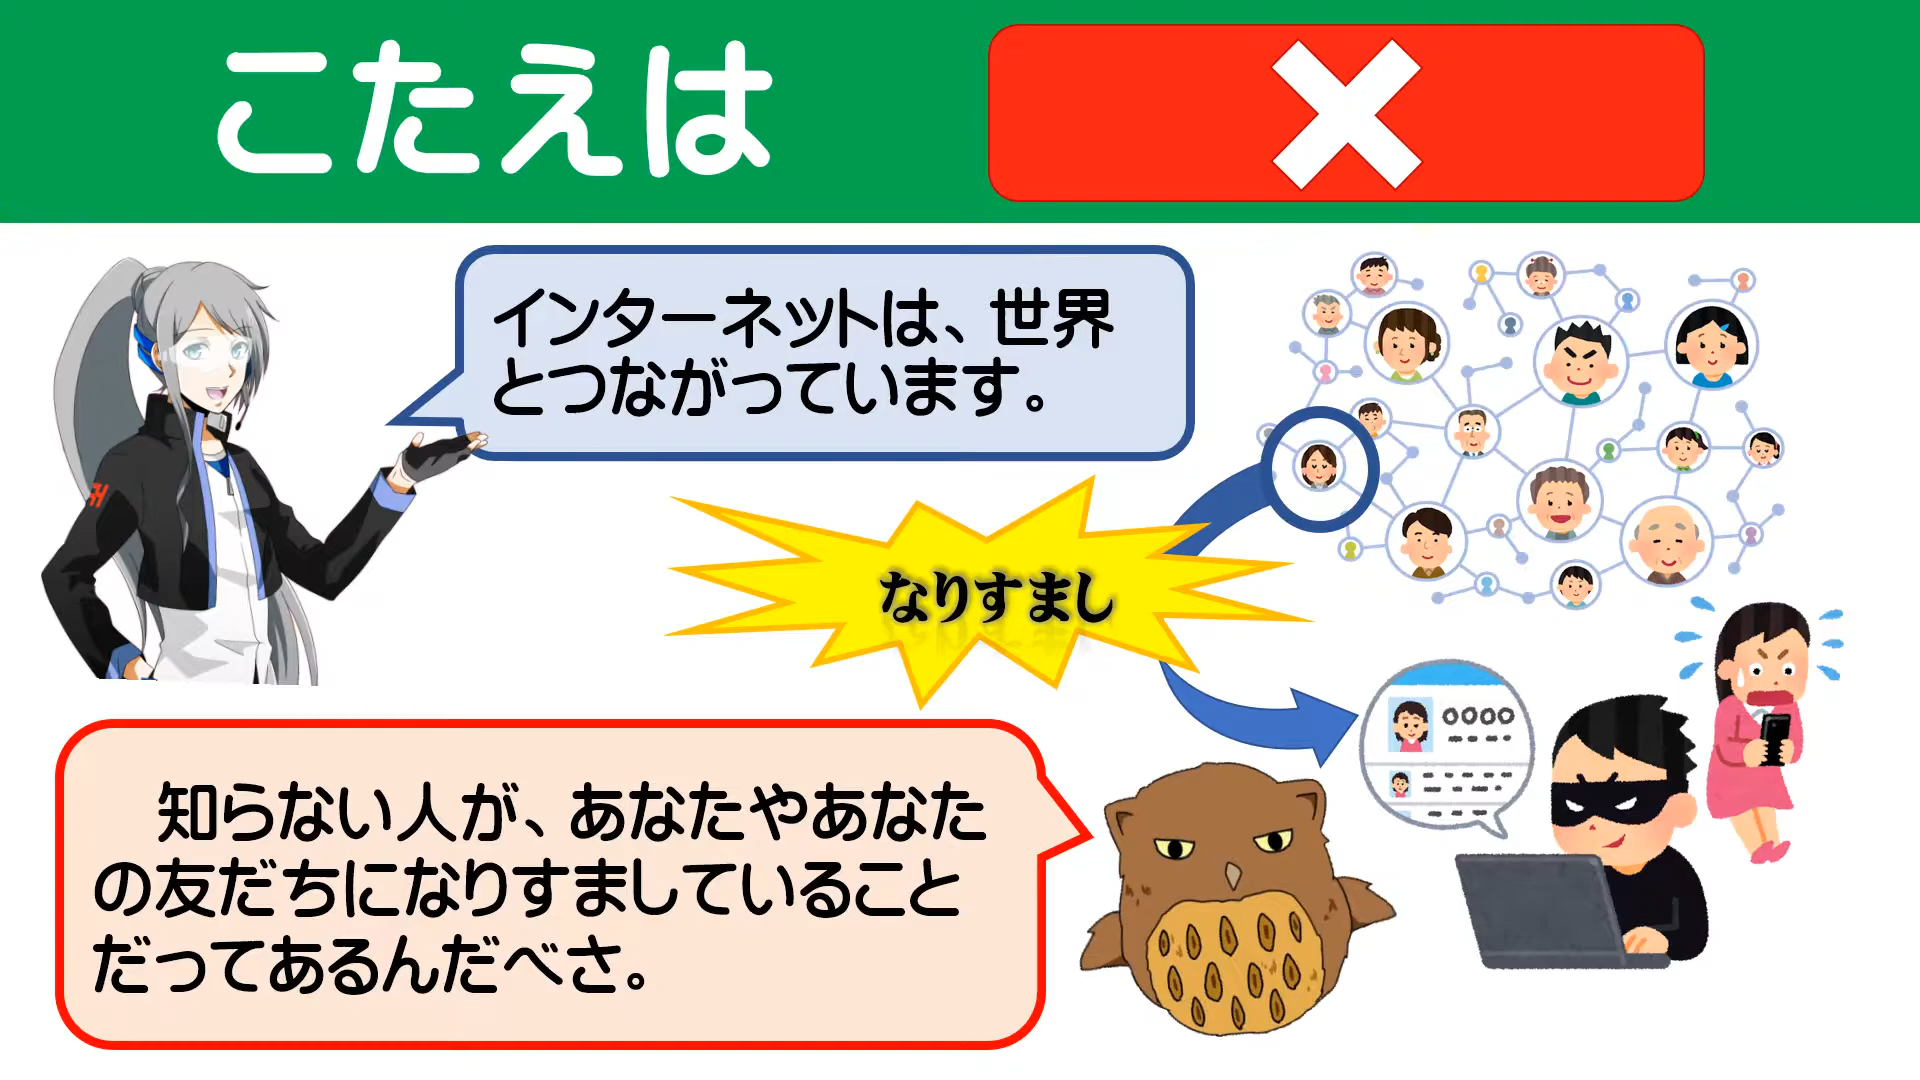 こたえは
×
インターネットは、世界
とつながっています。
なりすまし
知らない人が、あなたやあなた
の友だちになりすましていること
だってあるんだべさ。